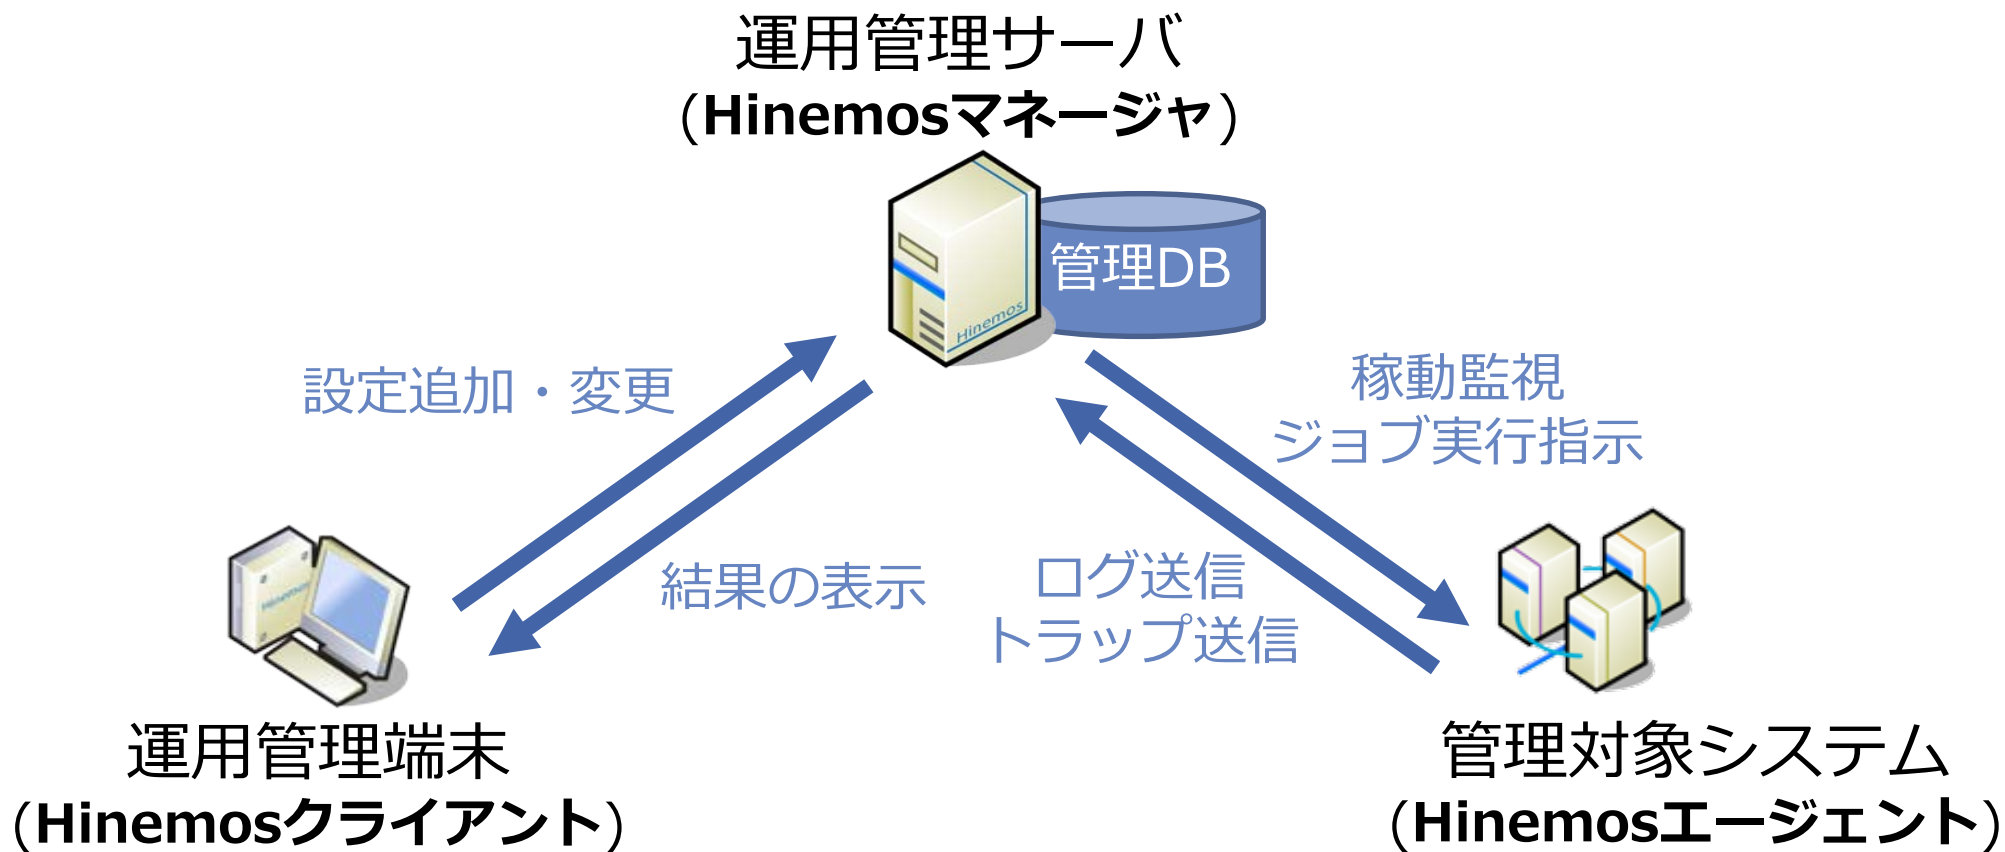 運用管理サーバ
(Hinemosマネージャ)
管理DB
Hinemos
設定追加・変更
稼動監視
ジョブ実行指示
結果の表示
ログ送信
トラップ送信
Hinemos
運用管理端末
(Hinemosクライアント)
管理対象システム
(Hinemosエージェント)